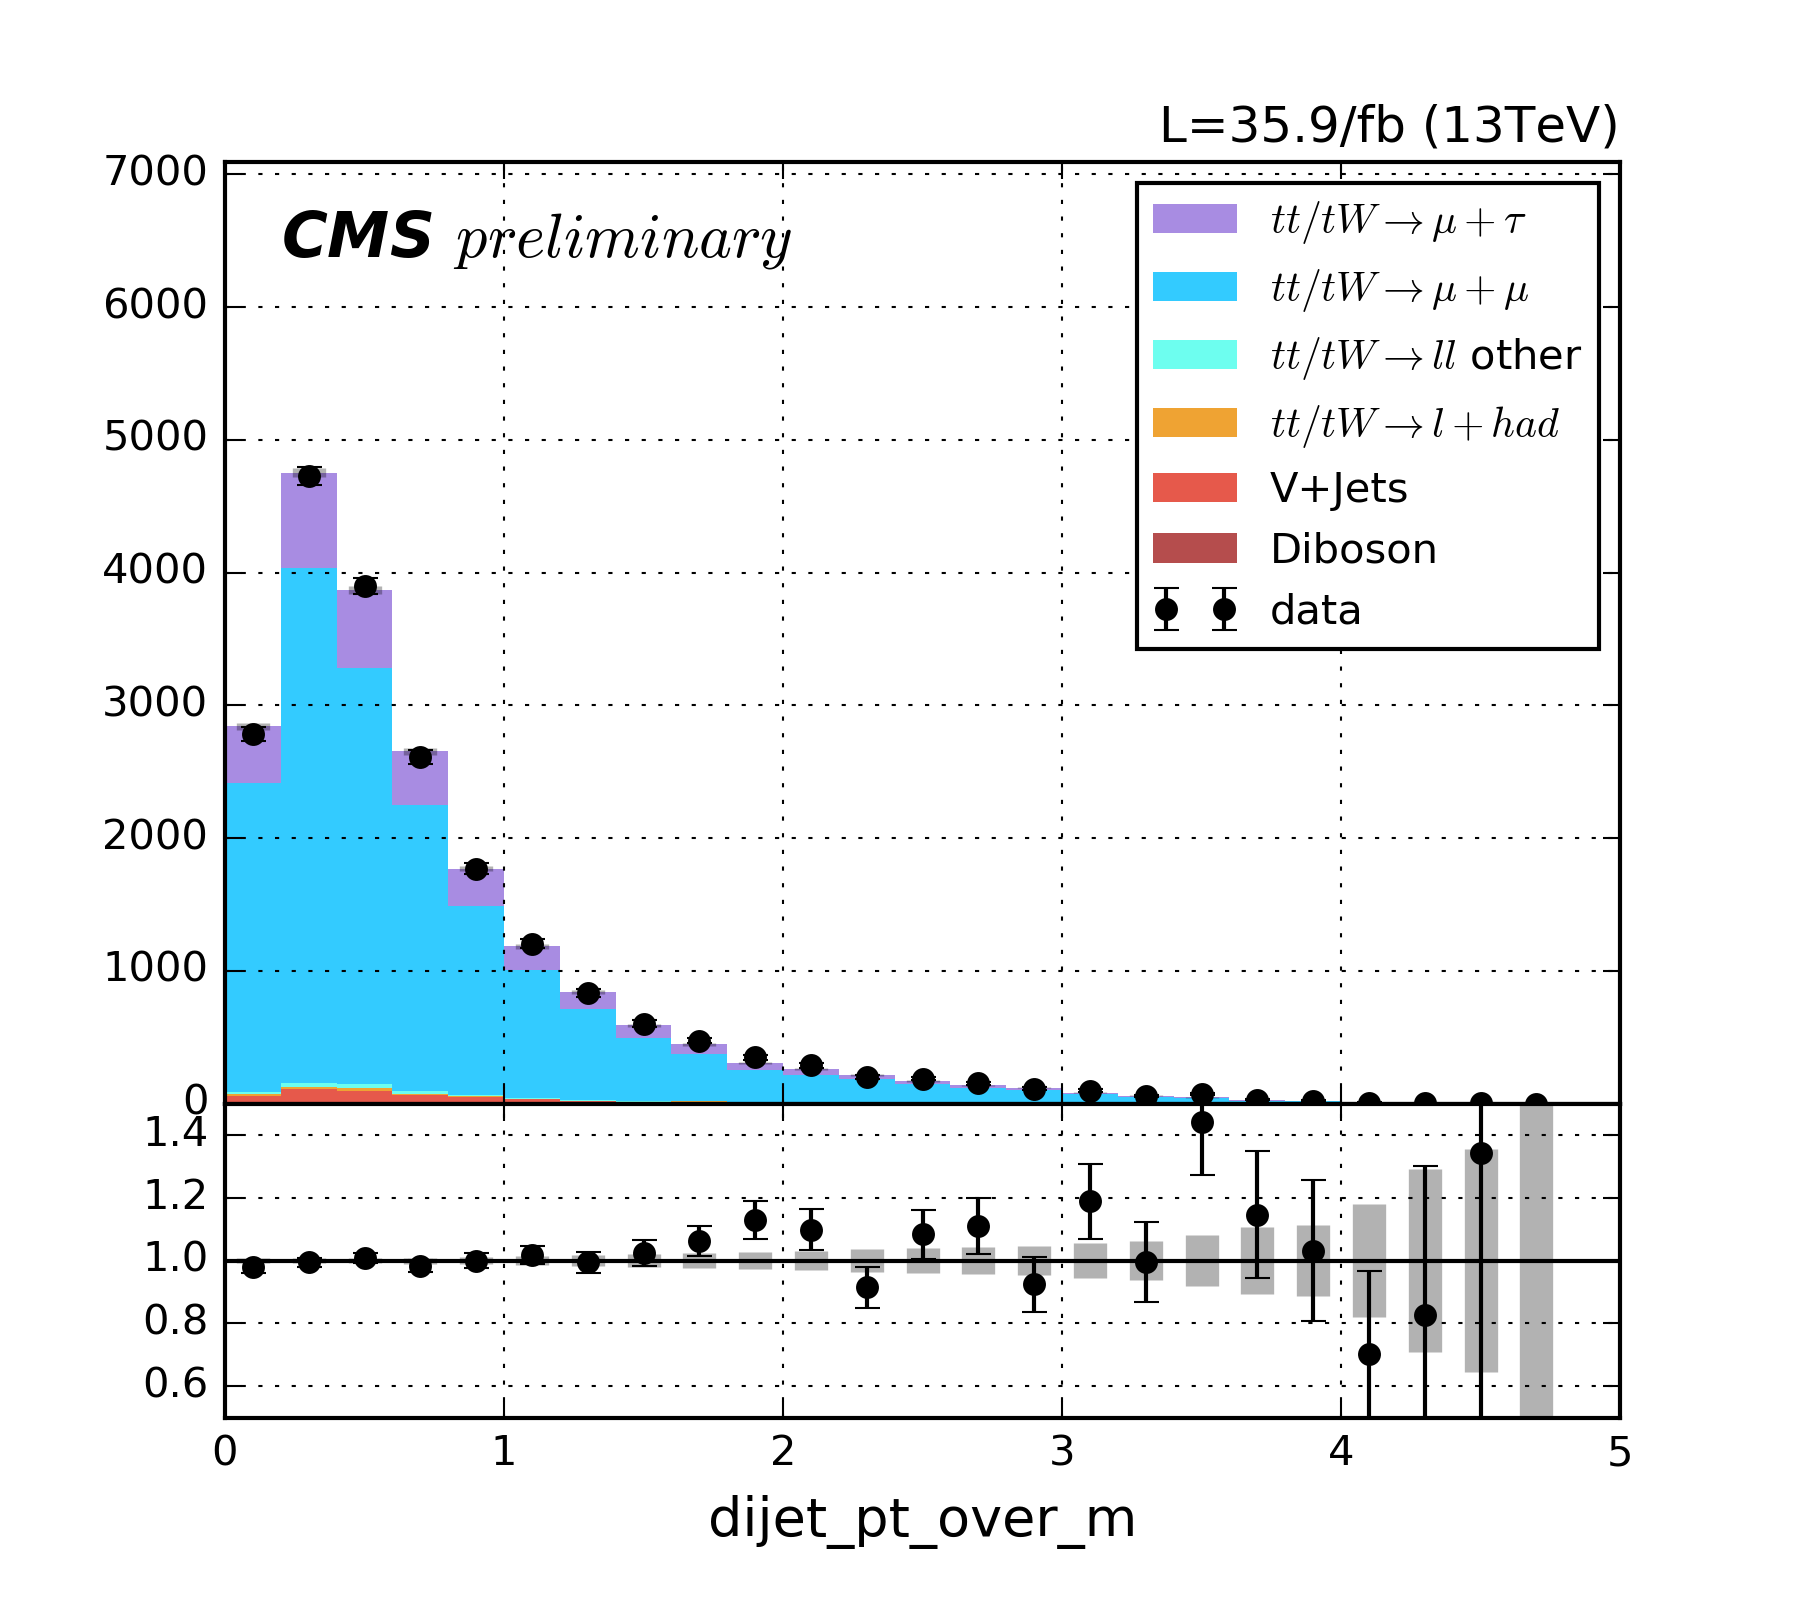 L=35.9/fb (13TeV)
7000
CMS preliminary
6000
5000
4000
3000
2000
1000
0
tt/tW→μ+τ
tt/tW→μ+μ
tt/tW→ll other
tt/tW→l+had
V+Jets
Diboson
data
1.4
1.2
1.0
0.8
0.6
0 1 2 3 4 5
dijet_pt_over_m